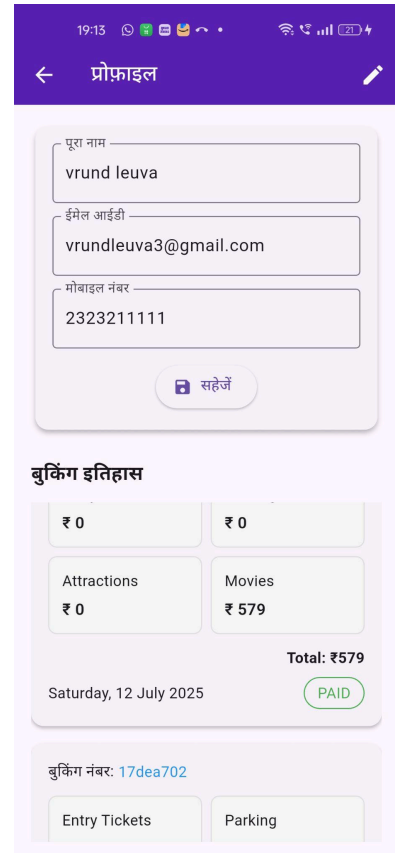 19:13
21
प्रोफ़ाइल
पूरा नाम
vrund leuva
ईमेल आईडी
vrundleuva3@gmail.com
मोबाइल नंबर
2323211111
सहेजें
बुकिंग इतिहास
₹ 0 ₹ 0
Attractions Movies
₹ 0 ₹ 579
Total: ₹579
Saturday, 12 July 2025 PAID
बुकिंग नंबर: 17dea702
Entry Tickets Parking